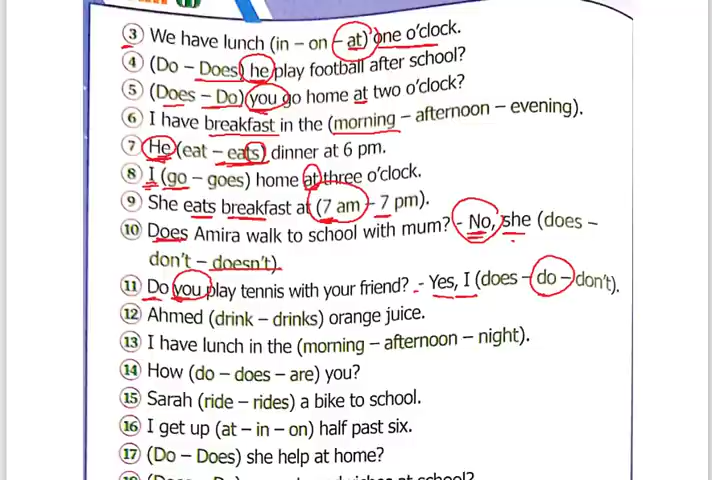 ③ We have lunch (in – on – at) one o'clock.
④ (Do – Does) he play football after school?
⑤ (Does – Do) you go home at two o'clock?
⑥ I have breakfast in the (morning – afternoon – evening).
⑦ He (eat – eats) dinner at 6 pm.
⑧ I (go – goes) home at three o'clock.
⑨ She eats breakfast at (7 am – 7 pm).
⑩ Does Amira walk to school with mum? - No, she (does –
don't – doesn't).
⑪ Do you play tennis with your friend? - Yes, I (does – do – don't).
⑫ Ahmed (drink – drinks) orange juice.
⑬ I have lunch in the (morning – afternoon – night).
⑭ How (do – does – are) you?
⑮ Sarah (ride – rides) a bike to school.
⑯ I get up (at – in – on) half past six.
⑰ (Do – Does) she help at home?